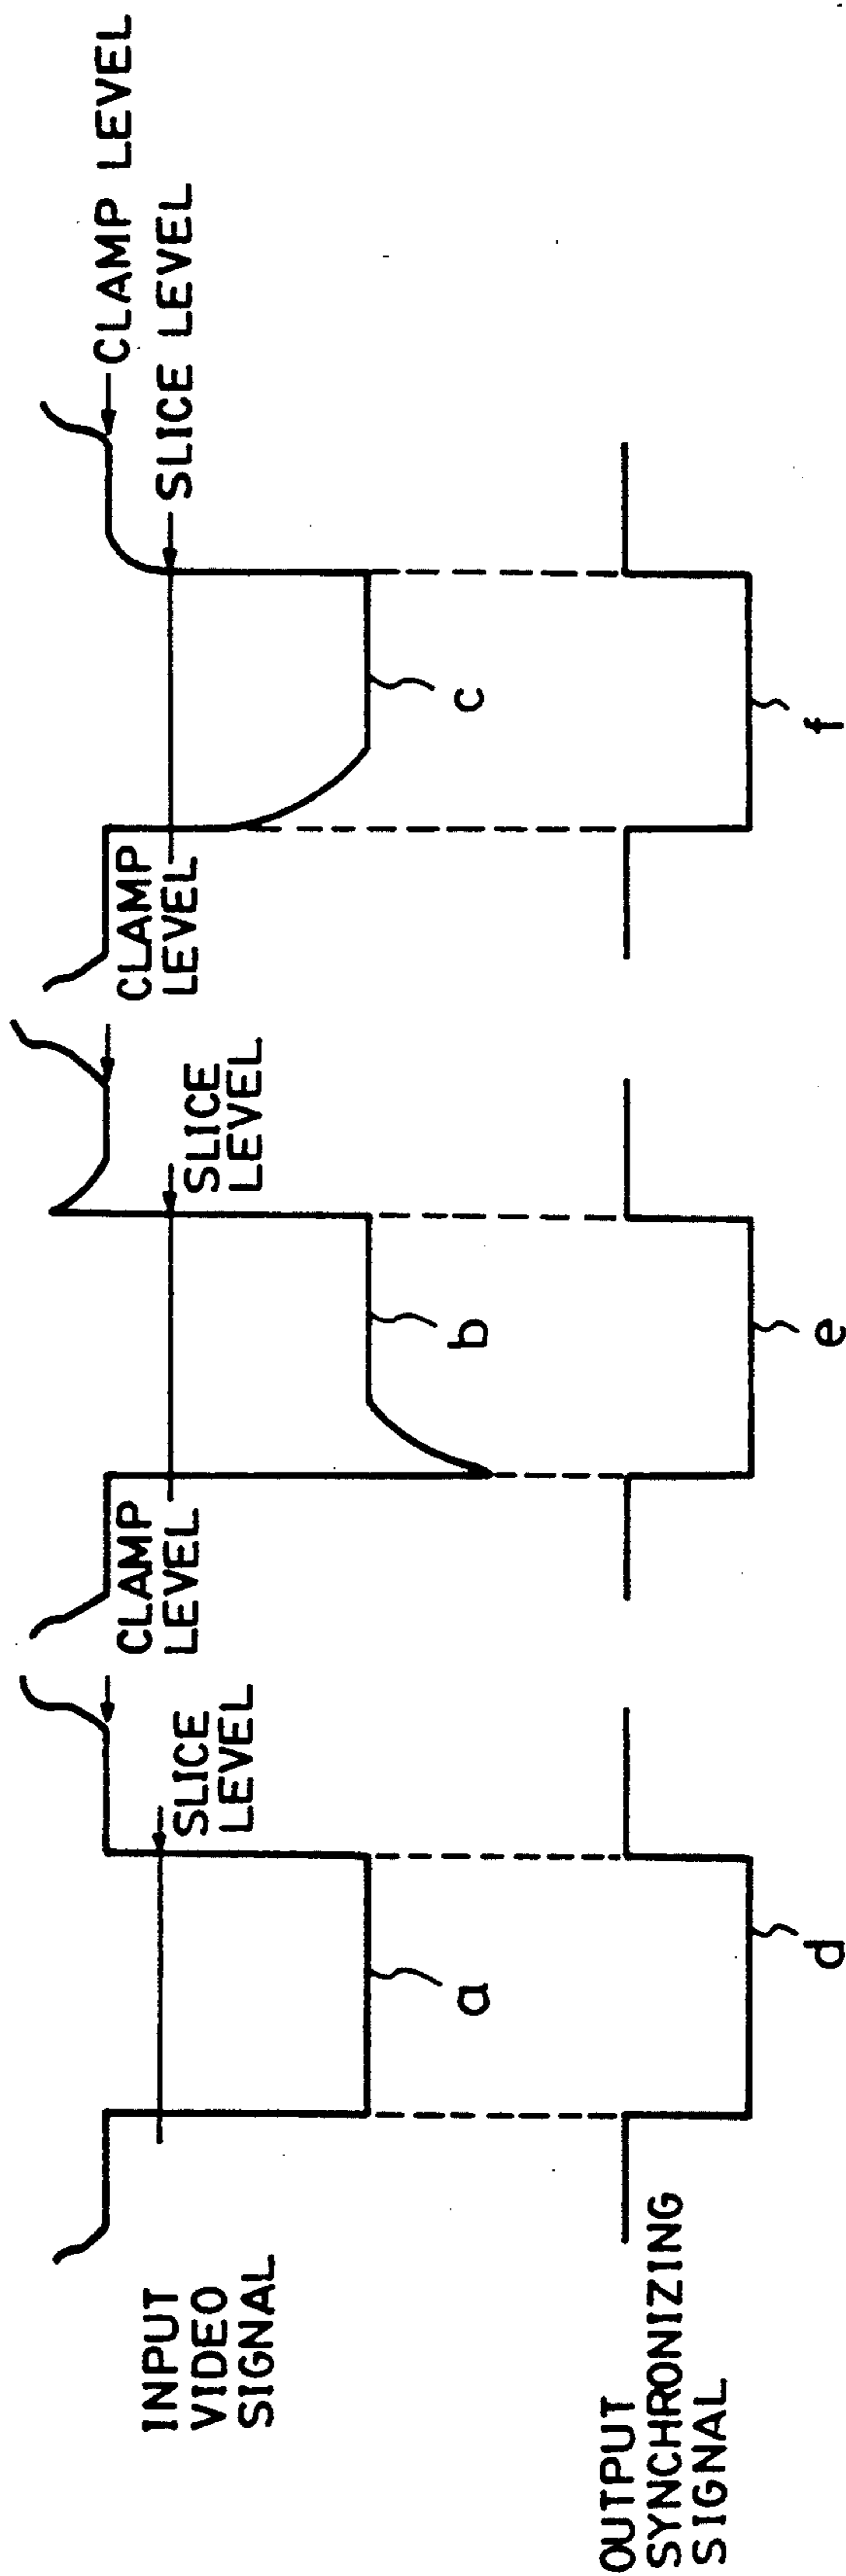 INPUT
VIDEO
SIGNAL
SLICE
LEVEL
CLAMP
LEVEL
SLICE
LEVEL
CLAMP
LEVEL
SLICE LEVEL
CLAMP LEVEL
a
b
c
OUTPUT
SYNCHRONIZING
SIGNAL
d
e
f